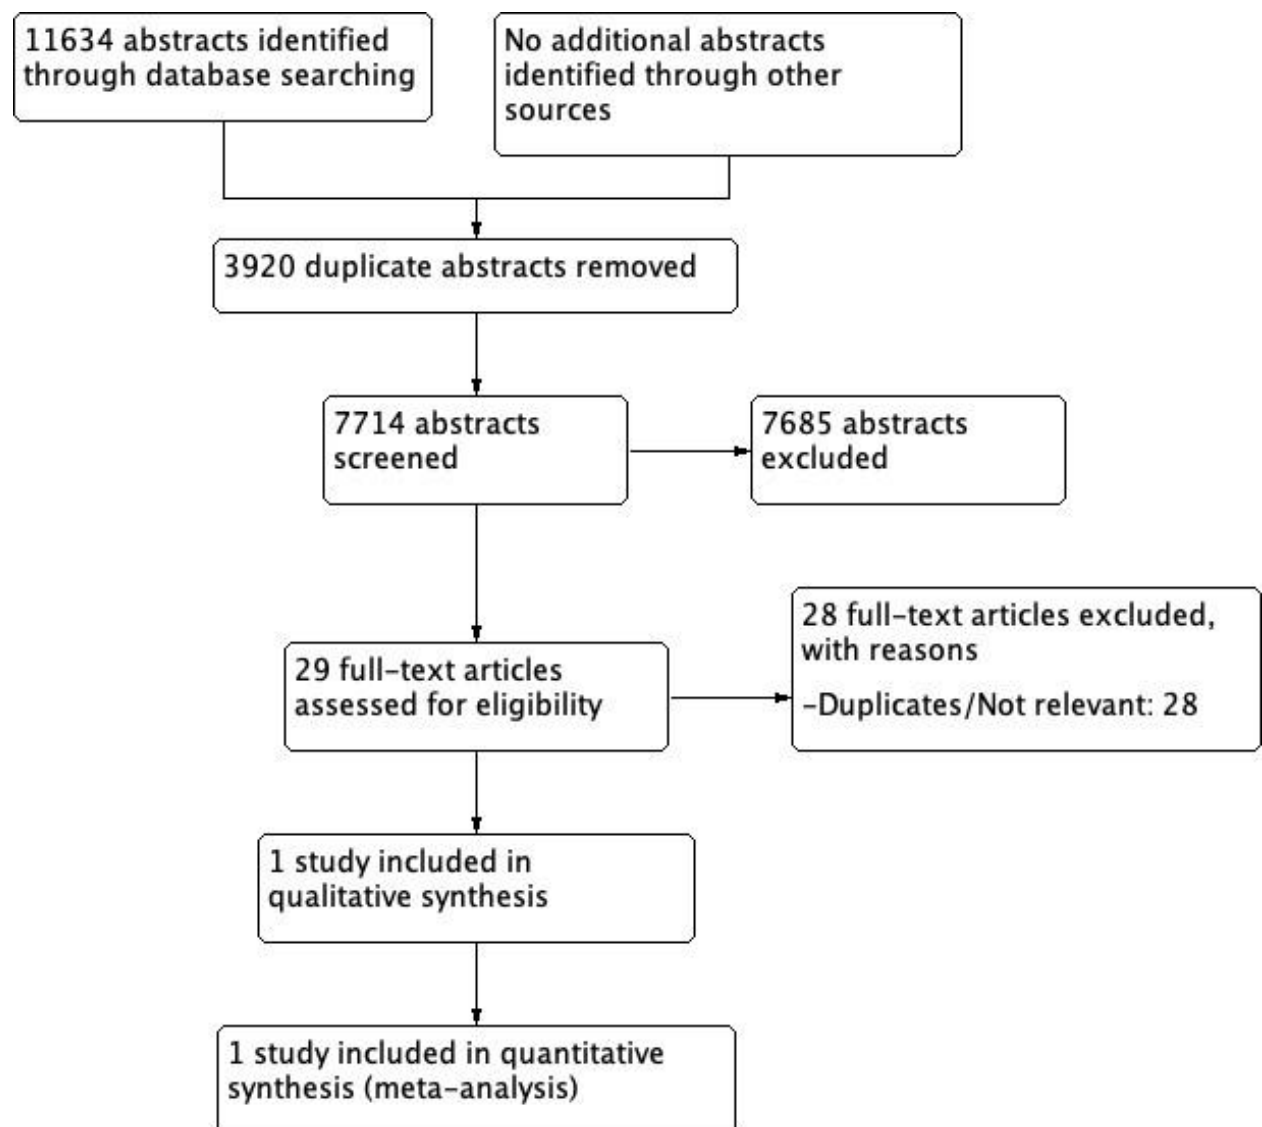 11634 abstracts identified
through database searching
No additional abstracts
identified through other
sources
3920 duplicate abstracts removed
7714 abstracts
screened
7685 abstracts
excluded
29 full-text articles
assessed for eligibility
28 full-text articles excluded,
with reasons
-Duplicates/Not relevant: 28
1 study included in
qualitative synthesis
1 study included in quantitative
synthesis (meta-analysis)